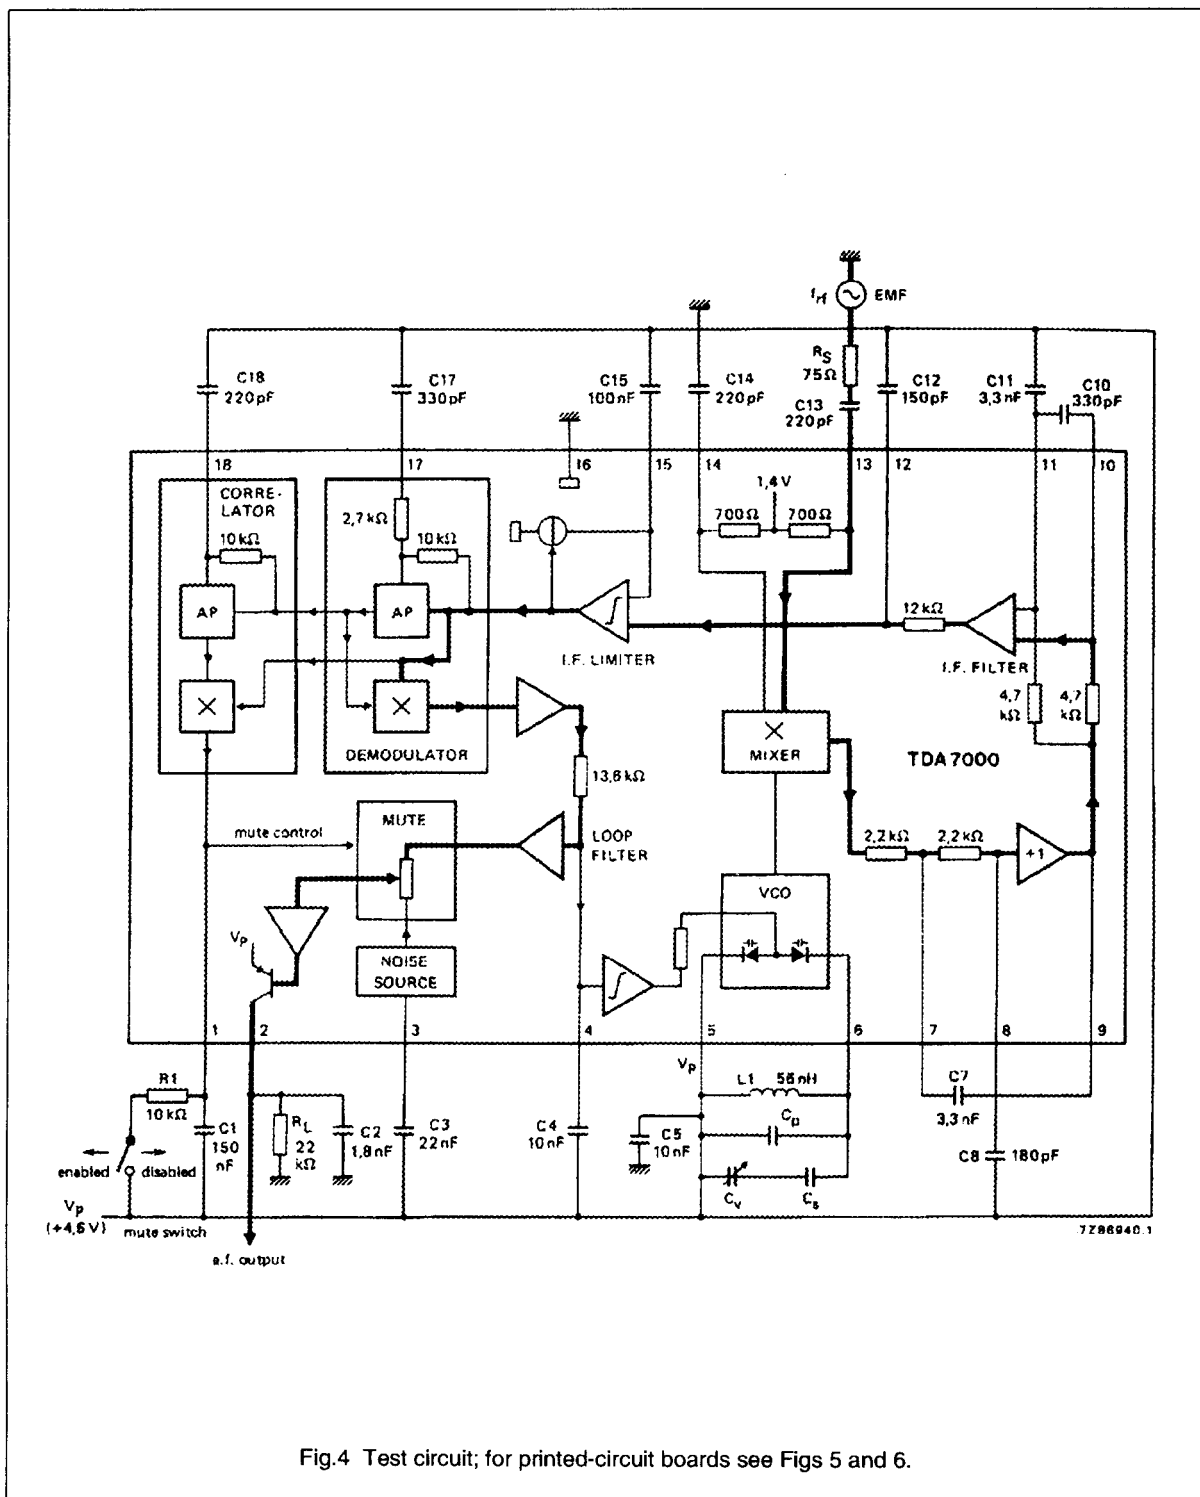 f_rf EMF
R_S
75Ω
C18
220pF
C17
330pF
C15
100nF
C14
220pF
C13
220pF
C12
150pF
C11
3,3nF
C10
330pF
18 17 16 15 14 13 12 11 10
CORRE-
LATOR
10kΩ
2,7kΩ
10kΩ
1,4V
700Ω 700Ω
AP
AP
12kΩ
I.F. LIMITER
I.F. FILTER
4,7
kΩ
4,7
kΩ
DEMODULATOR
MIXER
TDA7000
13,6kΩ
mute control
MUTE
LOOP
FILTER
2,2kΩ 2,2kΩ
+1
VCO
V_P
NOISE
SOURCE
1 2 3 4 5 6 7 8 9
V_P
R1
10kΩ
L1 56nH
C7
3,3nF
C1
150
nF
R_L
22
kΩ
C2
1,8nF
C3
22nF
C4
10nF
C5
10nF
C_p
C_v C_s
C8 180pF
enabled disabled
V_P
(+4,5V)
mute switch
a.f. output
7Z86940.1
Fig.4 Test circuit; for printed-circuit boards see Figs 5 and 6.